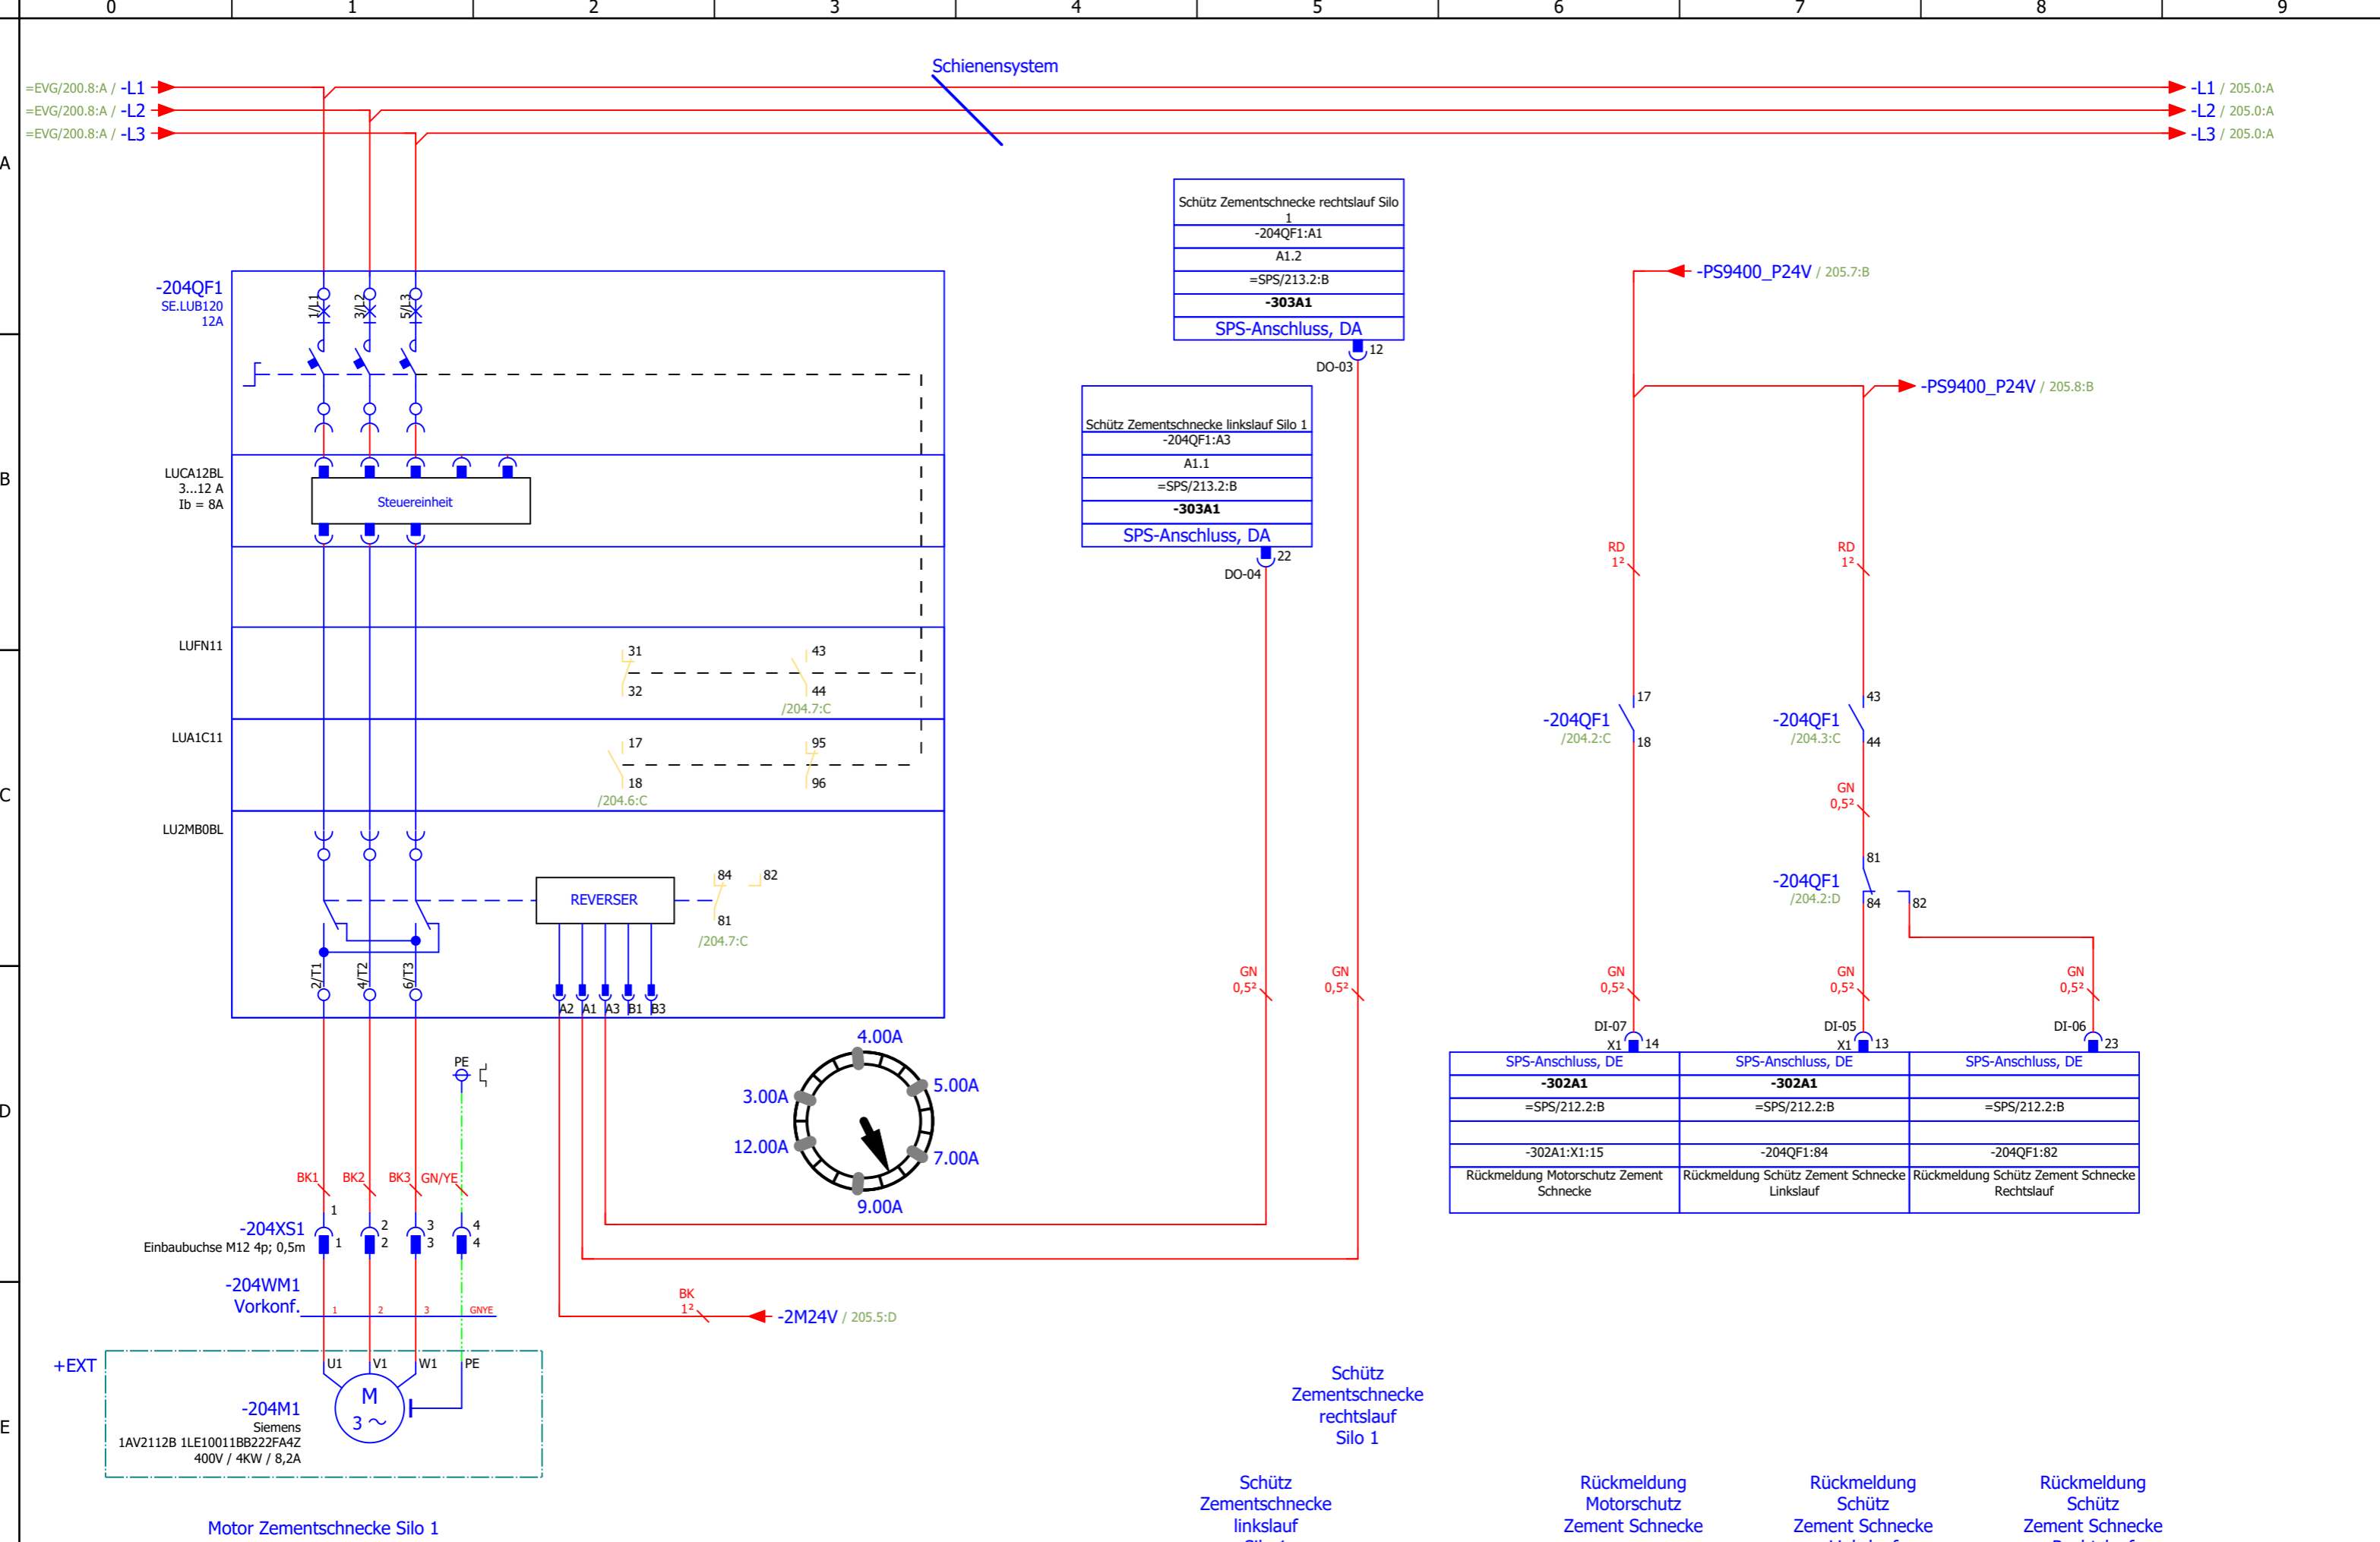 0 1 2 3 4 5 6 7 8 9
Schienensystem
=EVG/200.8:A / -L1
-L1 / 205.0:A
=EVG/200.8:A / -L2
-L2 / 205.0:A
=EVG/200.8:A / -L3
-L3 / 205.0:A
A
B
C
D
E
-204QF1
SE.LUB120
12A
1/L1
3/L2
5/L3
LUCA12BL
3...12 A
Ib = 8A
Steuereinheit
LUFN11
31
32
43
44
/204.7:C
LUA1C11
17
18
/204.6:C
95
96
LU2MB0BL
REVERSER
84
82
81
/204.7:C
2/T1
4/T2
6/T3
A2 A1 A3 B1 B3
Schütz Zementschnecke rechtslauf Silo
1
-204QF1:A1
A1.2
=SPS/213.2:B
-303A1
SPS-Anschluss, DA
12
DO-03
Schütz Zementschnecke linkslauf Silo 1
-204QF1:A3
A1.1
=SPS/213.2:B
-303A1
SPS-Anschluss, DA
22
DO-04
GN
0,5²
GN
0,5²
-PS9400_P24V / 205.7:B
-PS9400_P24V / 205.8:B
RD
1²
RD
1²
-204QF1
/204.2:C
17
18
-204QF1
/204.3:C
43
44
GN
0,5²
-204QF1
/204.2:D
81
84
82
GN
0,5²
GN
0,5²
GN
0,5²
DI-07
X1
14
DI-05
X1
13
DI-06
23
SPS-Anschluss, DE
-302A1
=SPS/212.2:B
-302A1:X1:15
Rückmeldung Motorschutz Zement
Schnecke
SPS-Anschluss, DE
-302A1
=SPS/212.2:B
-204QF1:84
Rückmeldung Schütz Zement Schnecke
Linkslauf
SPS-Anschluss, DE
=SPS/212.2:B
-204QF1:82
Rückmeldung Schütz Zement Schnecke
Rechtslauf
4.00A
5.00A
3.00A
12.00A
7.00A
9.00A
PE
BK1
BK2
BK3
GN/YE
-204XS1
Einbaubuchse M12 4p; 0,5m
1
2
3
4
1
2
3
4
-204WM1
Vorkonf.
1
2
3
GNYE
BK
1²
-2M24V / 205.5:D
+EXT
U1
V1
W1
PE
M
3 ~
-204M1
Siemens
1AV2112B 1LE10011BB222FA4Z
400V / 4KW / 8,2A
Motor Zementschnecke Silo 1
Schütz
Zementschnecke
rechtslauf
Silo 1
Schütz
Zementschnecke
linkslauf
Rückmeldung
Motorschutz
Zement Schnecke
Rückmeldung
Schütz
Zement Schnecke
Rückmeldung
Schütz
Zement Schnecke